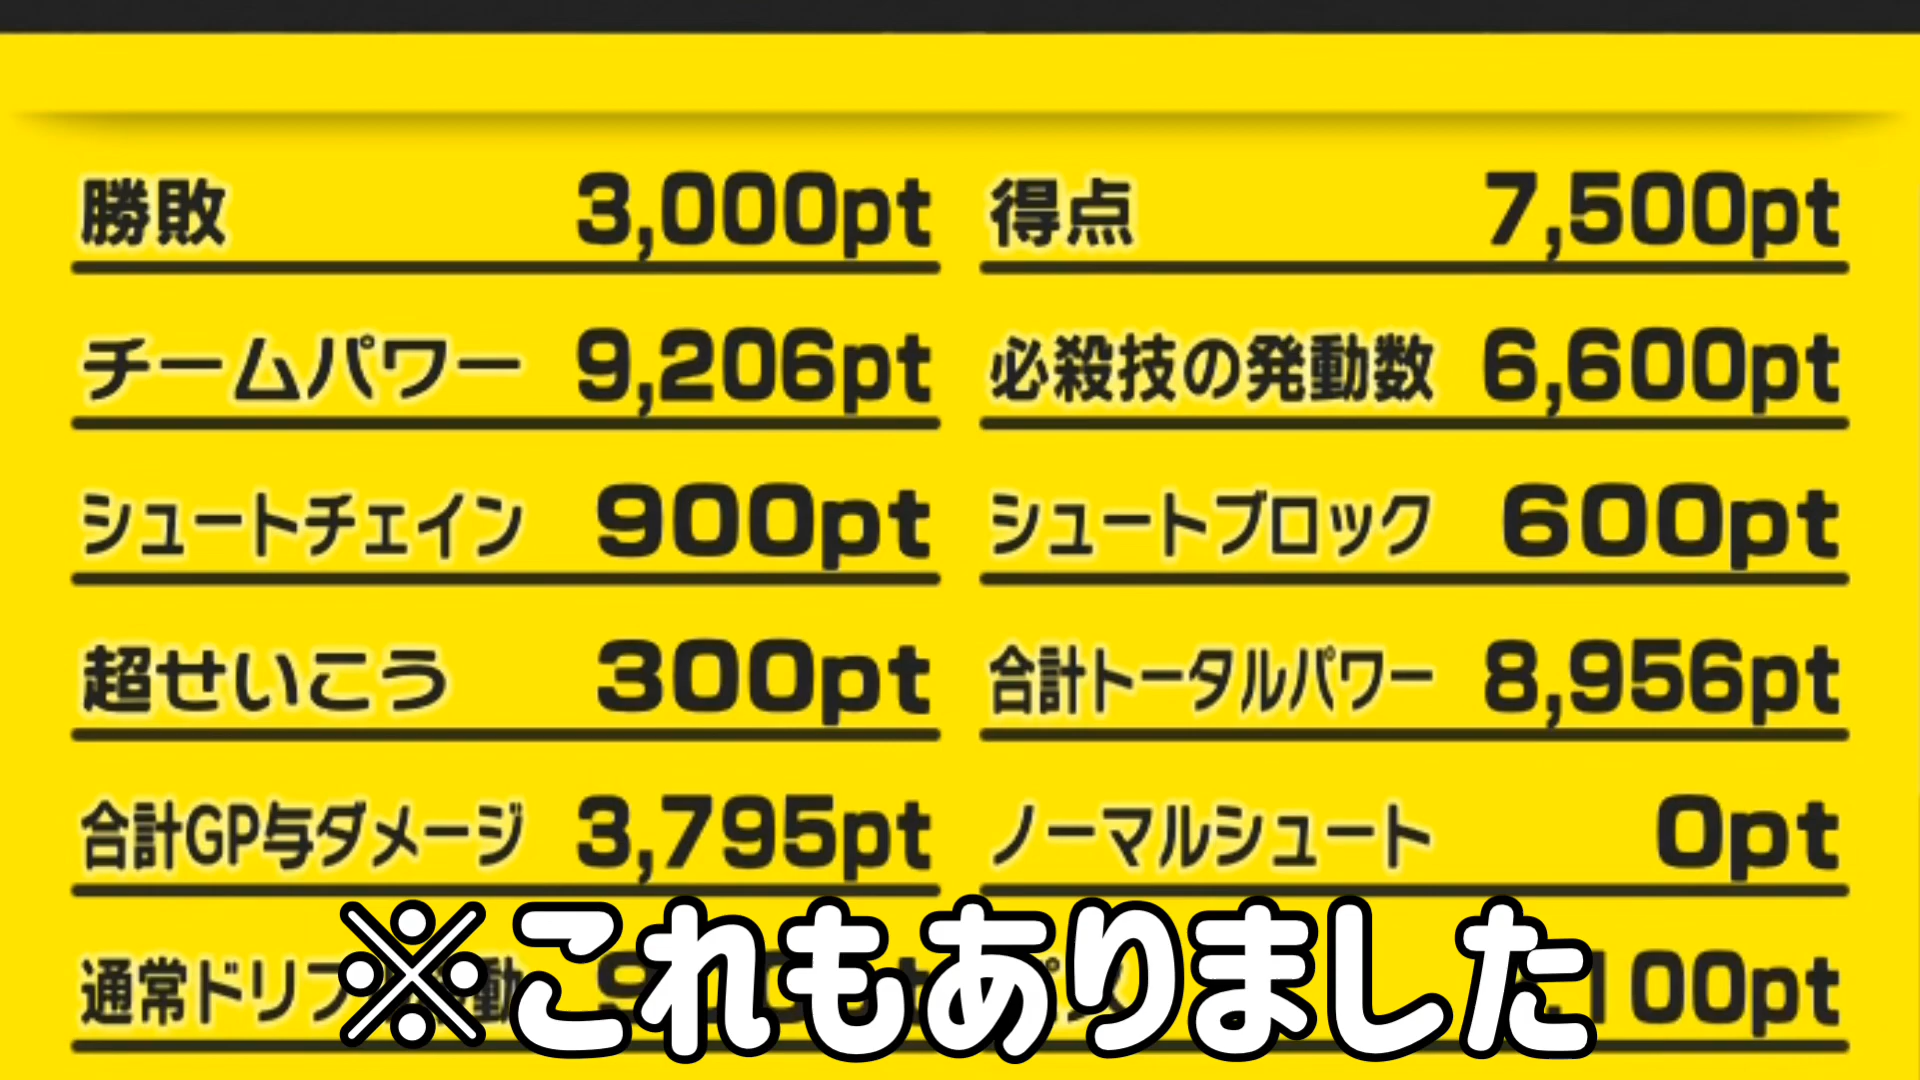 勝敗 3,000pt 得点 7,500pt
チームパワー 9,206pt 必殺技の発動数 6,600pt
シュートチェイン 900pt シュートブロック 600pt
超せいこう 300pt 合計トータルパワー 8,956pt
合計GP与ダメージ 3,795pt ノーマルシュート 0pt
通常ドリブ 100pt
※これもありました